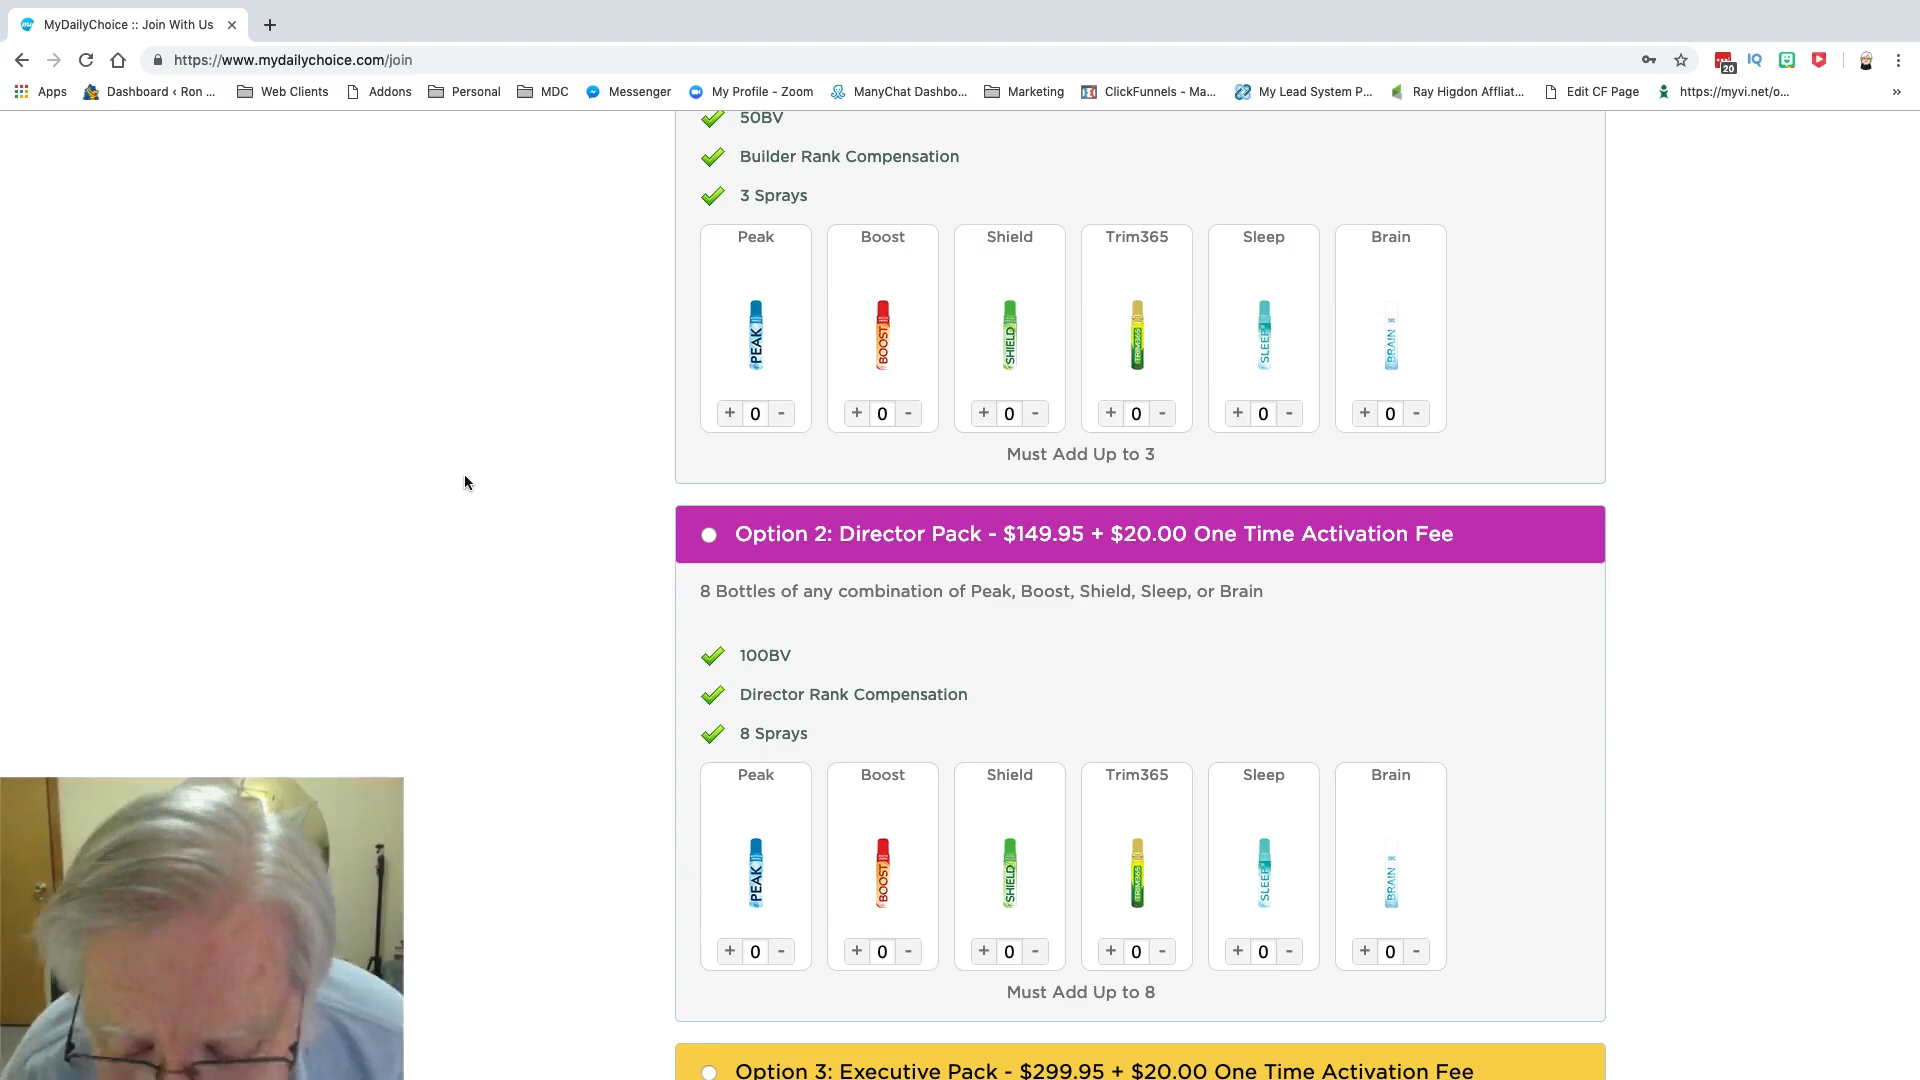 MyDailyChoice :: Join With Us
https://www.mydailychoice.com/join
20
IQ
Apps
Dashboard ‹ Ron ...
Web Clients
Addons
Personal
MDC
Messenger
My Profile - Zoom
ManyChat Dashbo...
Marketing
ClickFunnels - Ma...
My Lead System P...
Ray Higdon Affliat...
Edit CF Page
https://myvi.net/o...
»
50BV
Builder Rank Compensation
3 Sprays
Peak Boost Shield Trim365 Sleep Brain
PEAK BOOST SHIELD TRIM365 SLEEP BRAIN
+ 0 - + 0 - + 0 - + 0 - + 0 - + 0 -
Must Add Up to 3
Option 2: Director Pack - $149.95 + $20.00 One Time Activation Fee
8 Bottles of any combination of Peak, Boost, Shield, Sleep, or Brain
100BV
Director Rank Compensation
8 Sprays
Peak Boost Shield Trim365 Sleep Brain
PEAK BOOST SHIELD TRIM365 SLEEP BRAIN
+ 0 - + 0 - + 0 - + 0 - + 0 - + 0 -
Must Add Up to 8
Option 3: Executive Pack - $299.95 + $20.00 One Time Activation Fee